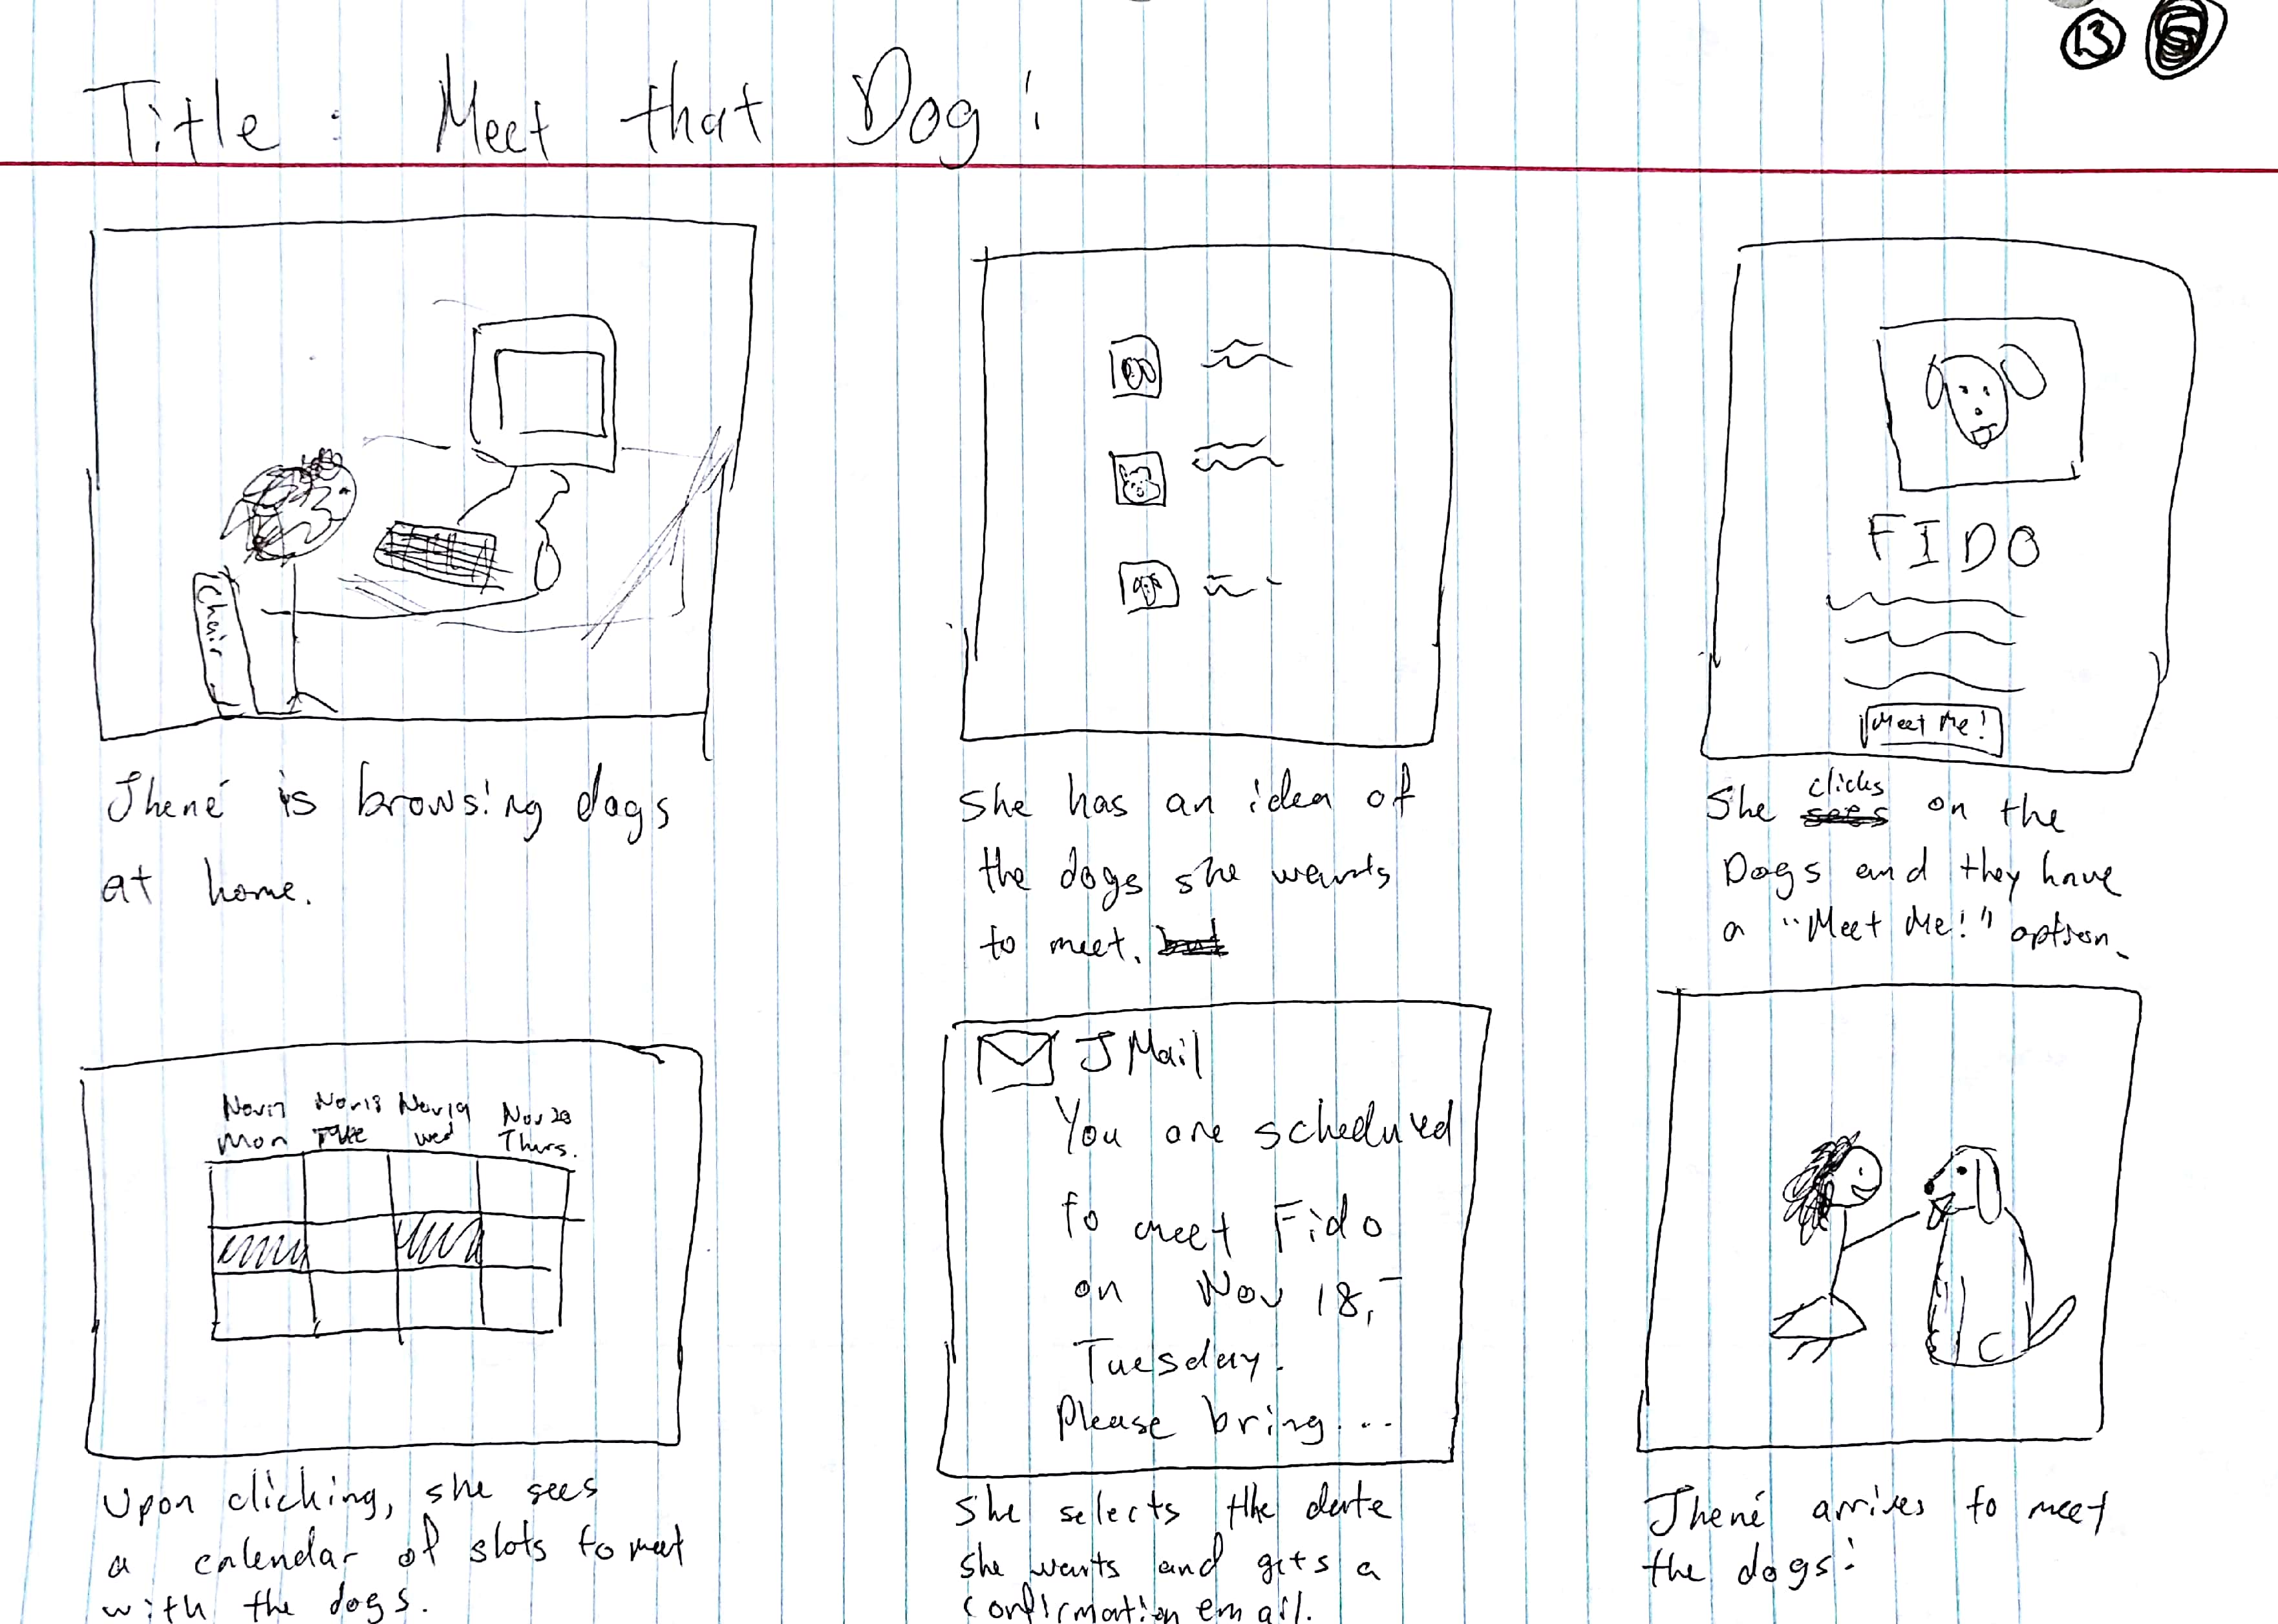 13
Title: Meet that Dog!
Chair
Jhené is browsing dogs
at home.
She has an idea of
the dogs she wants
to meet. but
FIDO
Meet Me!
clicks
She sees on the
Dogs and they have
a "Meet Me!" option.
Nov 17 Nov 18 Nov 19 Nov 20
Mon Tue Wed Thurs.
Upon clicking, she sees
a calendar of slots to meet
with the dogs.
JMail
You are scheduled
to meet Fido
on Nov 18,
Tuesday.
Please bring...
She selects the date
she wants and gets a
confirmation email.
Jhené arrives to meet
the dogs!